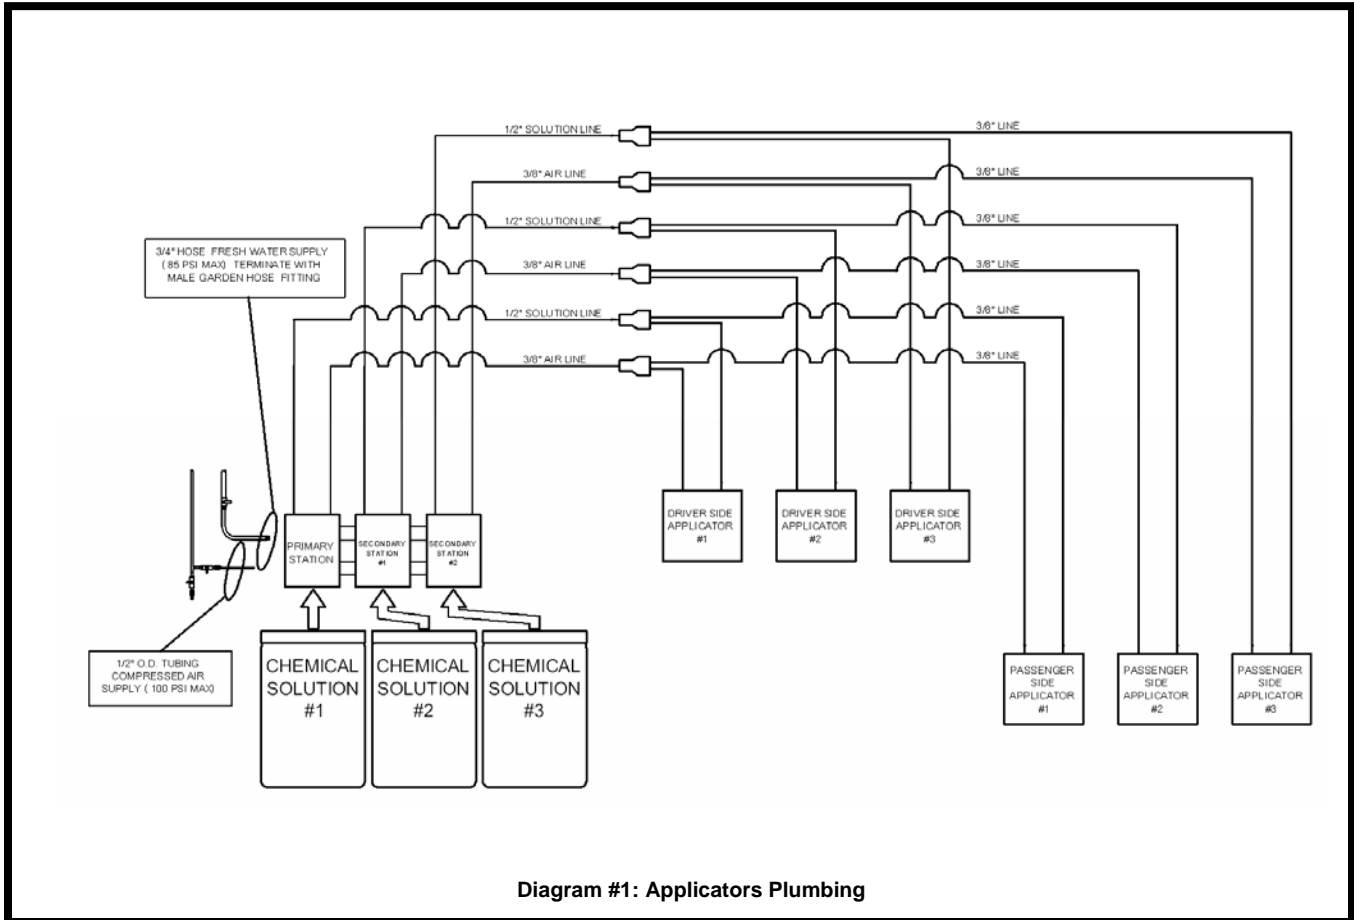 1/2" SOLUTION LINE
3/8" LINE
3/8" AIR LINE
3/8" LINE
1/2" SOLUTION LINE
3/8" LINE
3/4" HOSE FRESH WATER SUPPLY
( 85 PSI MAX) TERMINATE WITH
MALE GARDEN HOSE FITTING
3/8" AIR LINE
3/8" LINE
1/2" SOLUTION LINE
3/8" LINE
3/8" AIR LINE
3/8" LINE
PRIMARY
STATION
SECONDARY
STATION
#1
SECONDARY
STATION
#2
DRIVER SIDE
APPLICATOR
#1
DRIVER SIDE
APPLICATOR
#2
DRIVER SIDE
APPLICATOR
#3
1/2" O.D. TUBING
COMPRESSED AIR
SUPPLY ( 100 PSI MAX)
CHEMICAL
SOLUTION
#1
CHEMICAL
SOLUTION
#2
CHEMICAL
SOLUTION
#3
PASSENGER
SIDE
APPLICATOR
#1
PASSENGER
SIDE
APPLICATOR
#2
PASSENGER
SIDE
APPLICATOR
#3
Diagram #1: Applicators Plumbing